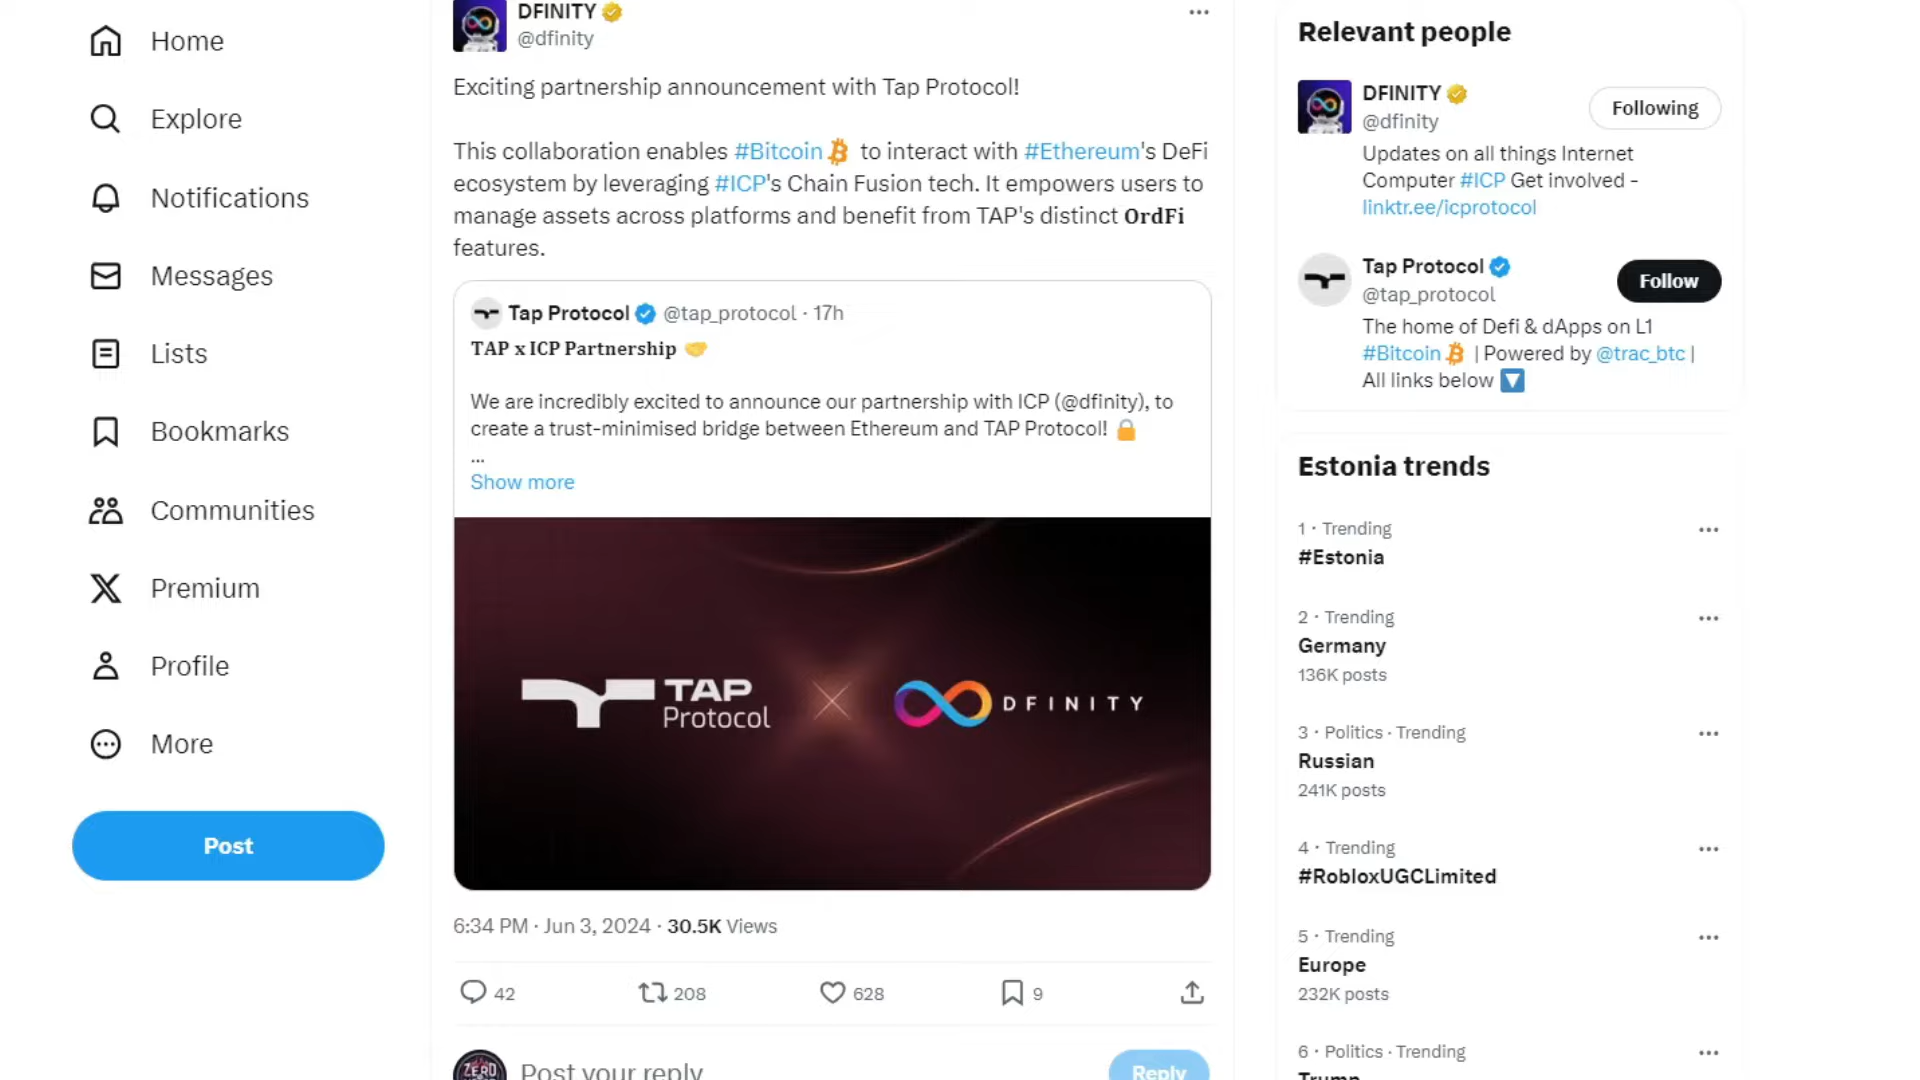 Home
Explore
Notifications
Messages
Lists
Bookmarks
Communities
Premium
Profile
More
Post
DFINITY
@dfinity
Exciting partnership announcement with Tap Protocol!
This collaboration enables #Bitcoin to interact with #Ethereum's DeFi
ecosystem by leveraging #ICP's Chain Fusion tech. It empowers users to
manage assets across platforms and benefit from TAP's distinct OrdFi
features.
Tap Protocol @tap_protocol · 17h
TAP x ICP Partnership 🤝
We are incredibly excited to announce our partnership with ICP (@dfinity), to
create a trust-minimised bridge between Ethereum and TAP Protocol! 🔒
...
Show more
TAP
Protocol
DFINITY
6:34 PM · Jun 3, 2024 · 30.5K Views
42 208 628 9
ZERO
Post your reply
Reply
Relevant people
DFINITY
@dfinity
Following
Updates on all things Internet
Computer #ICP Get involved -
linktr.ee/icprotocol
Tap Protocol
@tap_protocol
Follow
The home of Defi & dApps on L1
#Bitcoin | Powered by @trac_btc |
All links below 🔽
Estonia trends
1 · Trending
#Estonia
2 · Trending
Germany
136K posts
3 · Politics · Trending
Russian
241K posts
4 · Trending
#RobloxUGCLimited
5 · Trending
Europe
232K posts
6 · Politics · Trending
Trump